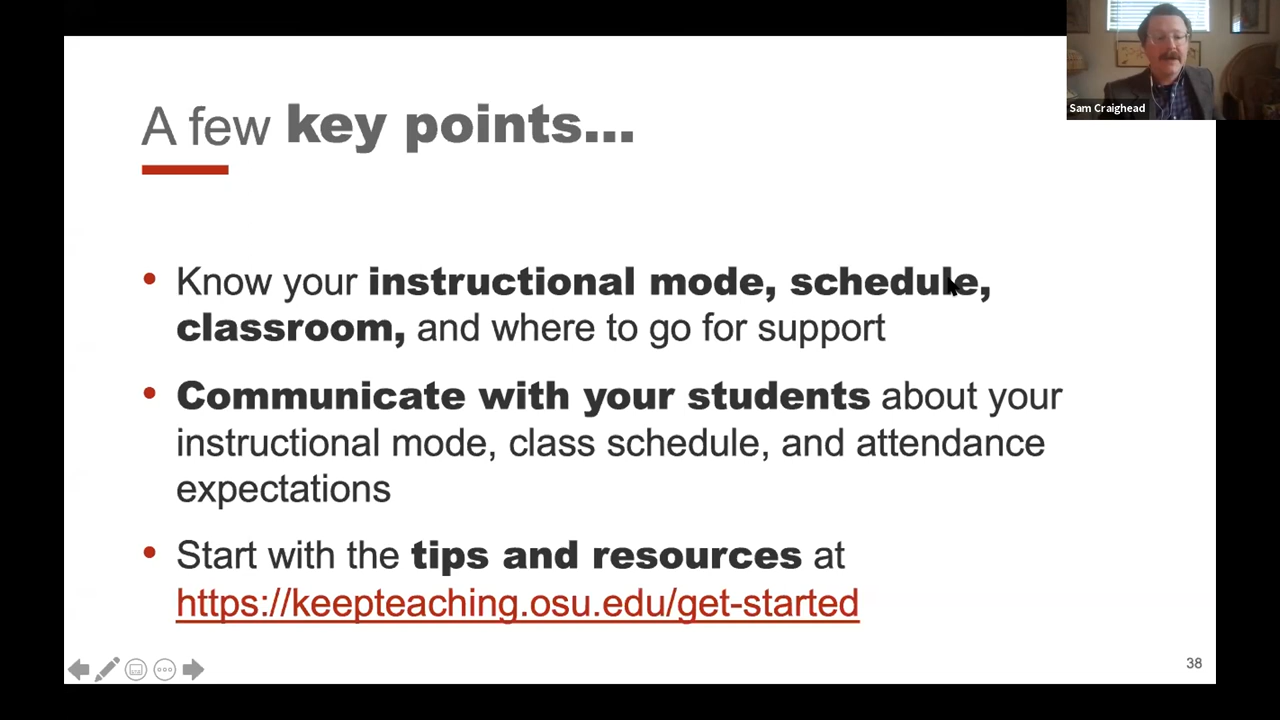 Sam Craighead
A few key points...
• Know your instructional mode, schedule,
classroom, and where to go for support
• Communicate with your students about your
instructional mode, class schedule, and attendance
expectations
• Start with the tips and resources at
https://keepteaching.osu.edu/get-started
38